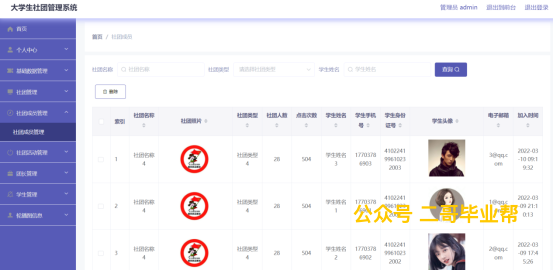 大学生社团管理系统
管理员 admin 退出到前台 退出登录
首页
个人中心
基础数据管理
社团管理
社团成员管理
社团成员管理
社团活动管理
团长管理
学生管理
轮播图信息
首页 / 社团成员
社团名称 社团名称 社团类型 请选择社团类型 学生姓名 学生姓名 查询
删除
索引 社团名称 社团照片 社团类型 社团人数 点击次数 学生姓名 学生手机号 学生身份证号 学生头像 电子邮箱 加入时间
1 社团名称4 社团类型4 28 504 学生姓名3 17703786903 410224199610232003 3@qq.com 2022-03-10 09:19:32
2 社团名称4 社团类型4 28 504 学生姓名1 17703786901
公众号 二哥毕业帮
3 社团名称4 社团类型4 28 504 学生姓名2 17703786902 410224199610232002 2@qq.com 2022-03-09 17:45:26